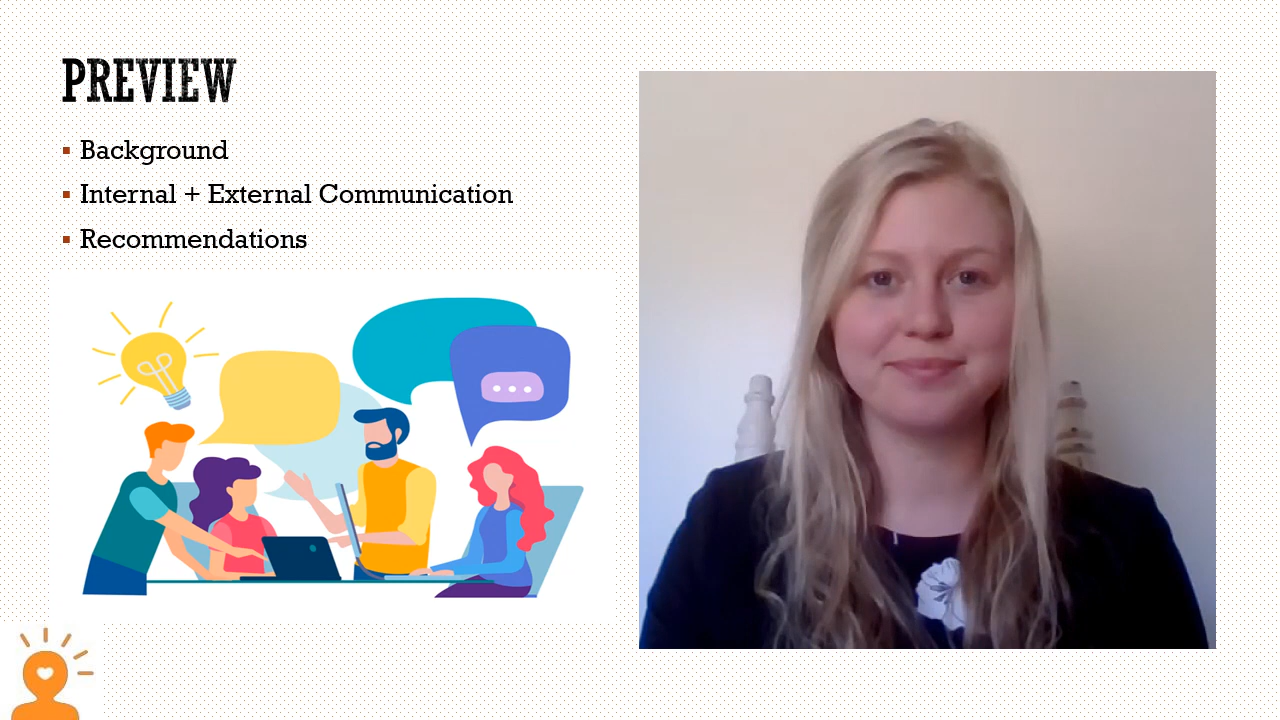 PREVIEW
Background
Internal + External Communication
Recommendations